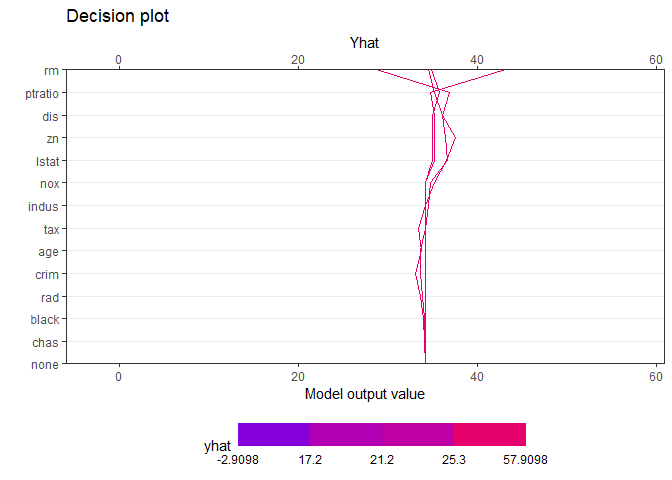 Decision plot
Yhat
0 20 40 60
rm
ptratio
dis
zn
lstat
nox
indus
tax
age
crim
rad
black
chas
none
0 20 40 60
Model output value
yhat
-2.9098 17.2 21.2 25.3 57.9098